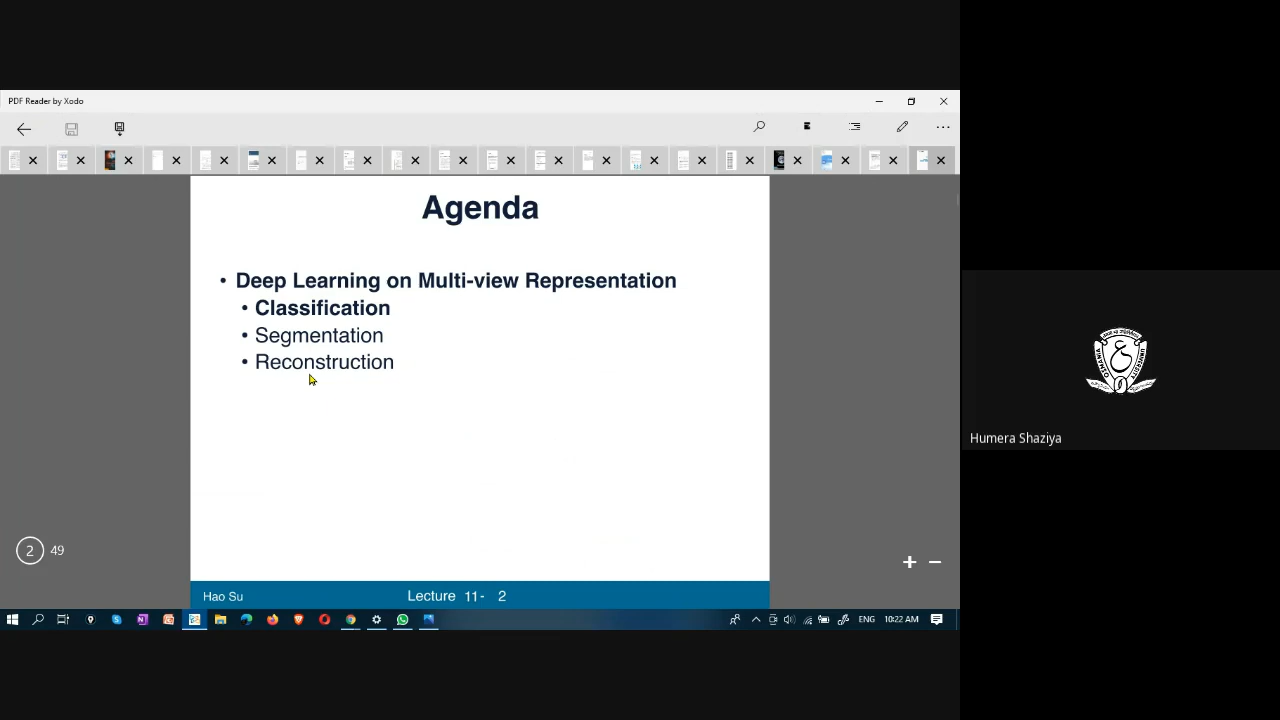 PDF Reader by Xodo
Agenda
• Deep Learning on Multi-view Representation
• Classification
• Segmentation
• Reconstruction
2 49
Hao Su Lecture 11- 2
ENG 10:22 AM
Humera Shaziya